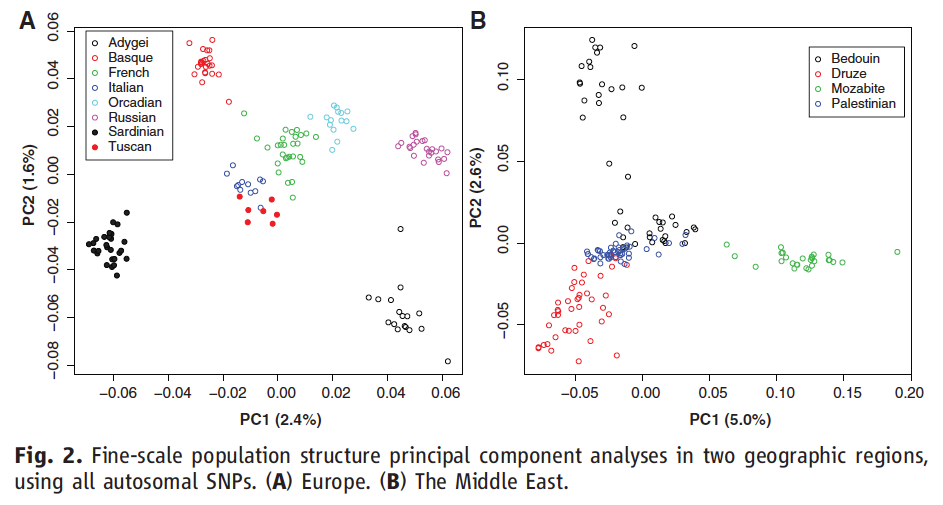 A
B
Adygei
Basque
French
Italian
Orcadian
Russian
Sardinian
Tuscan
PC2 (1.6%)
0.06
0.04
0.02
0.00
−0.02
−0.04
−0.06
−0.08
−0.06
−0.04
−0.02
0.00
0.02
0.04
0.06
PC1 (2.4%)
Bedouin
Druze
Mozabite
Palestinian
PC2 (2.6%)
0.10
0.05
0.00
−0.05
−0.05
0.00
0.05
0.10
0.15
0.20
PC1 (5.0%)
Fig. 2. Fine-scale population structure principal component analyses in two geographic regions,
using all autosomal SNPs. (A) Europe. (B) The Middle East.